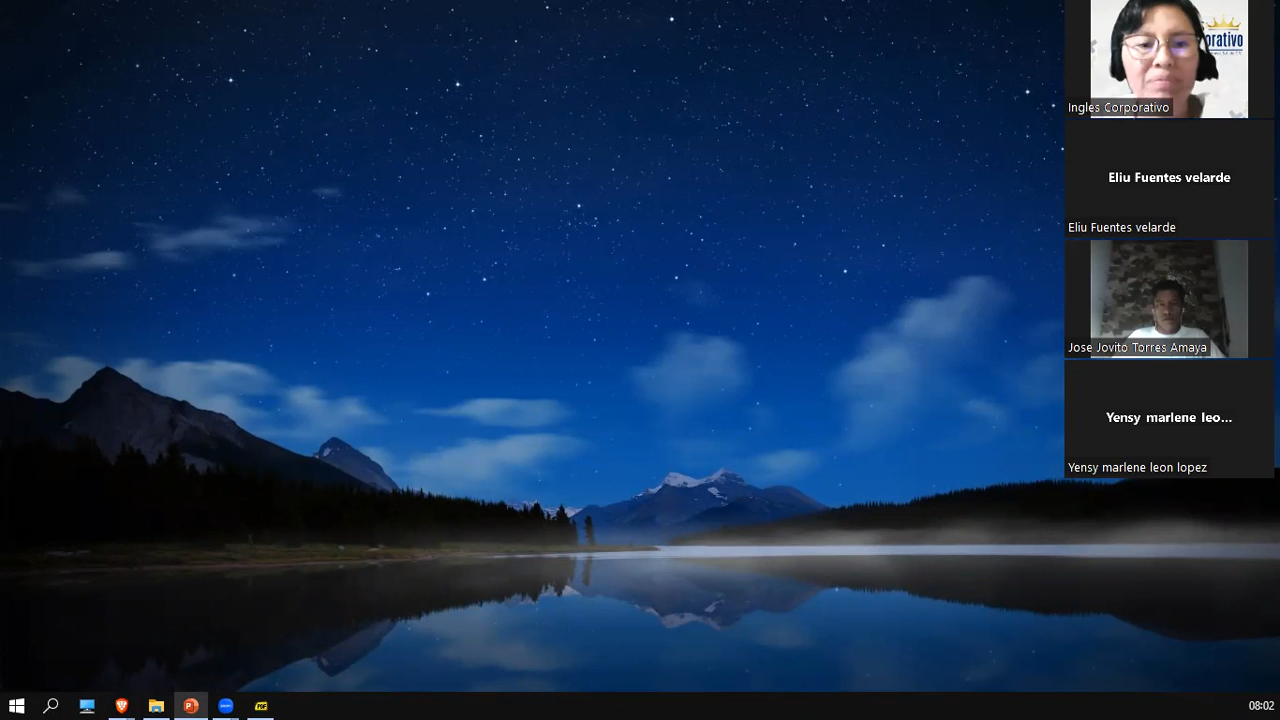 orativo
Ingles Corporativo
Eliu Fuentes velarde
Eliu Fuentes velarde
Jose Jovito Torres Amaya
Yensy marlene leo...
Yensy marlene leon lopez
08:02